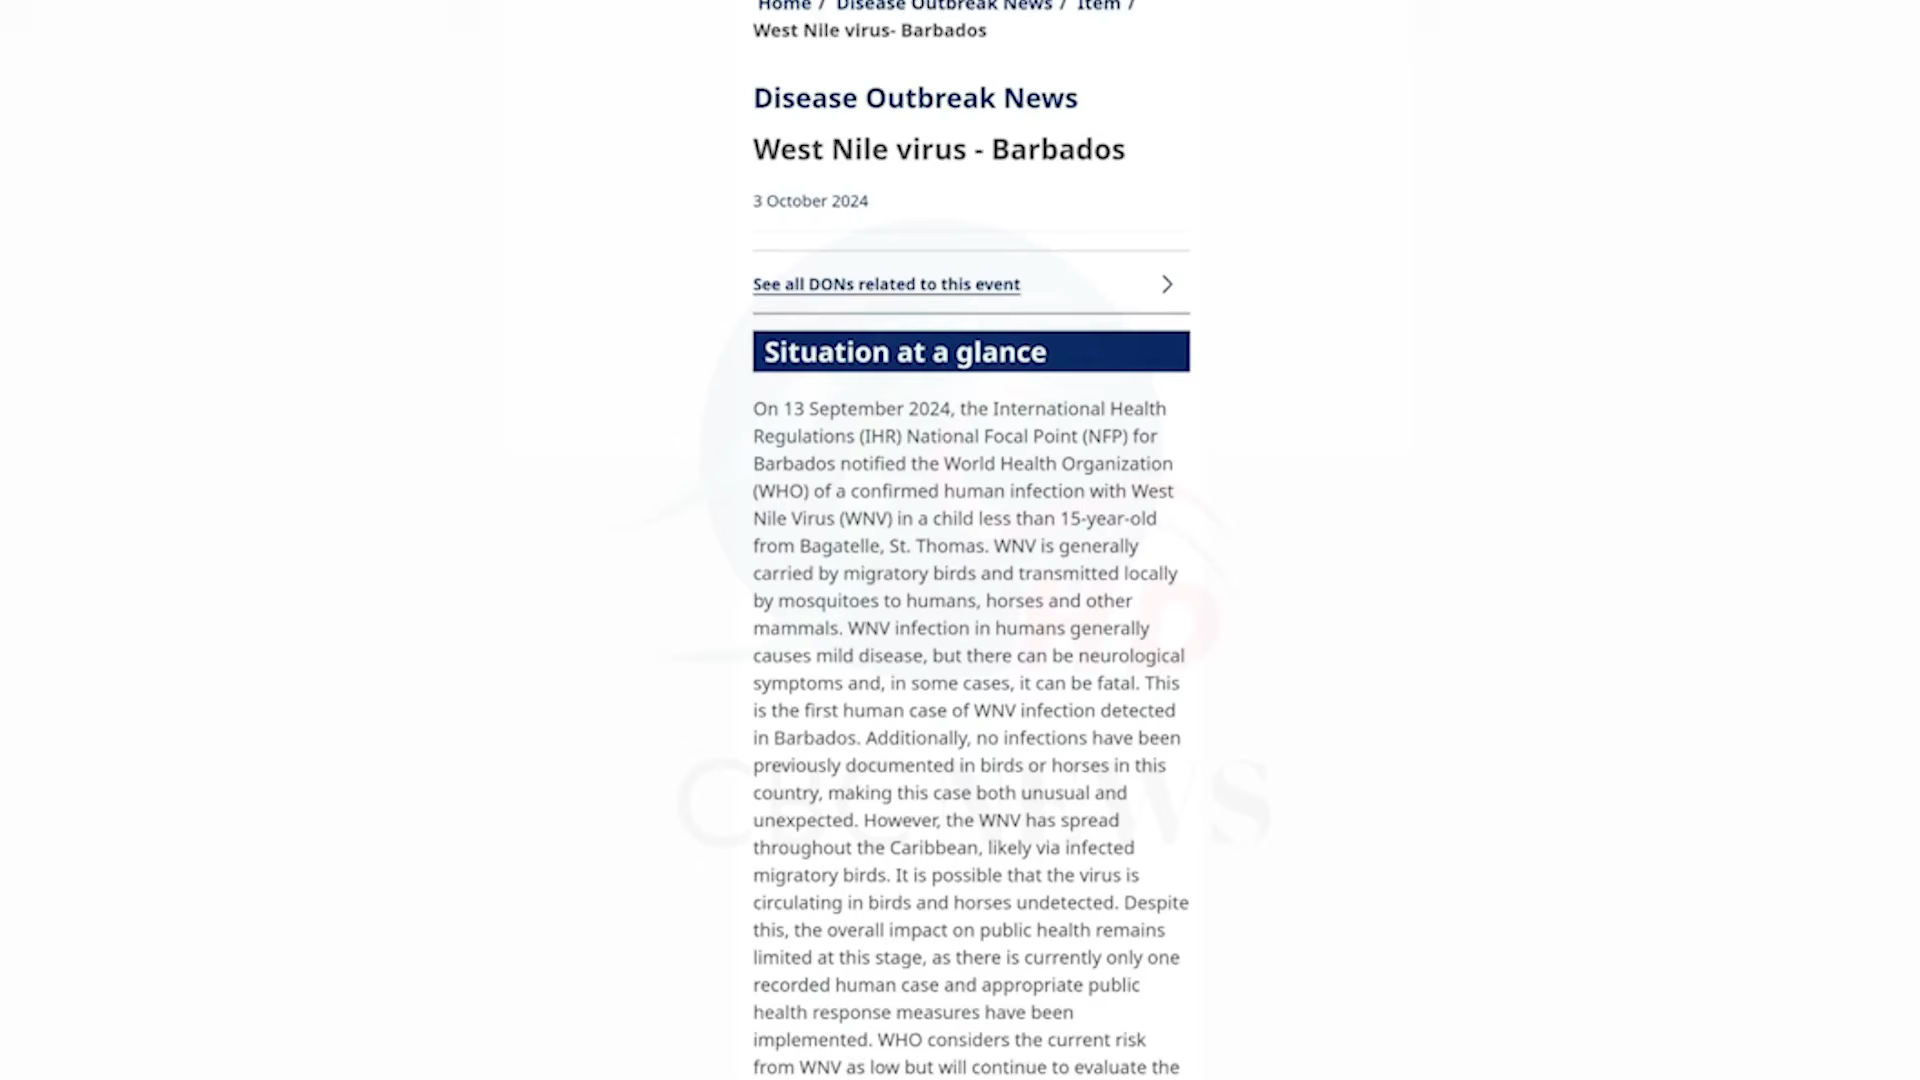 Home / Disease Outbreak News / Item /
West Nile virus- Barbados
Disease Outbreak News
West Nile virus - Barbados
3 October 2024
See all DONs related to this event
Situation at a glance
On 13 September 2024, the International Health
Regulations (IHR) National Focal Point (NFP) for
Barbados notified the World Health Organization
(WHO) of a confirmed human infection with West
Nile Virus (WNV) in a child less than 15-year-old
from Bagatelle, St. Thomas. WNV is generally
carried by migratory birds and transmitted locally
by mosquitoes to humans, horses and other
mammals. WNV infection in humans generally
causes mild disease, but there can be neurological
symptoms and, in some cases, it can be fatal. This
is the first human case of WNV infection detected
in Barbados. Additionally, no infections have been
previously documented in birds or horses in this
country, making this case both unusual and
unexpected. However, the WNV has spread
throughout the Caribbean, likely via infected
migratory birds. It is possible that the virus is
circulating in birds and horses undetected. Despite
this, the overall impact on public health remains
limited at this stage, as there is currently only one
recorded human case and appropriate public
health response measures have been
implemented. WHO considers the current risk
from WNV as low but will continue to evaluate the
CBC NEWS